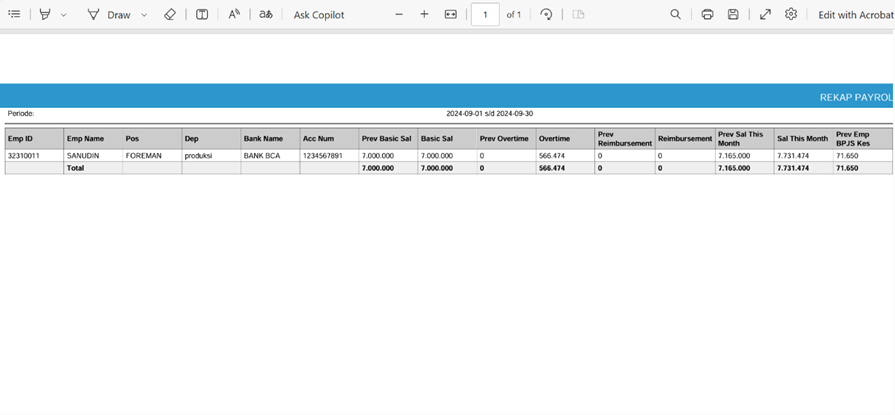 Draw Ask Copilot 1 of 1 Edit with Acrobat
REKAP PAYROL
Periode: 2024-09-01 s/d 2024-09-30
Emp ID Emp Name Pos Dep Bank Name Acc Num Prev Basic Sal Basic Sal Prev Overtime Overtime Prev Reimbursement Reimbursement Prev Sal This Month Sal This Month Prev Emp BPJS Kes
32310011 SANUDIN FOREMAN produksi BANK BCA 1234567891 7.000.000 7.000.000 0 566.474 0 0 7.165.000 7.731.474 71.650
Total 7.000.000 7.000.000 0 566.474 0 0 7.165.000 7.731.474 71.650